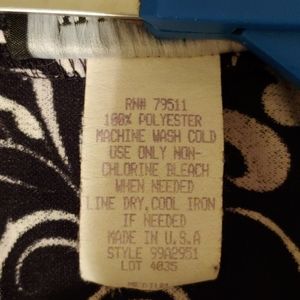 RN# 79511
100% POLYESTER
MACHINE WASH COLD
USE ONLY NON-
CHLORINE BLEACH
WHEN NEEDED
LINE DRY,COOL IRON
IF NEEDED
MADE IN U.S.A
STYLE 99A2951
LOT 4035
MEDIUM